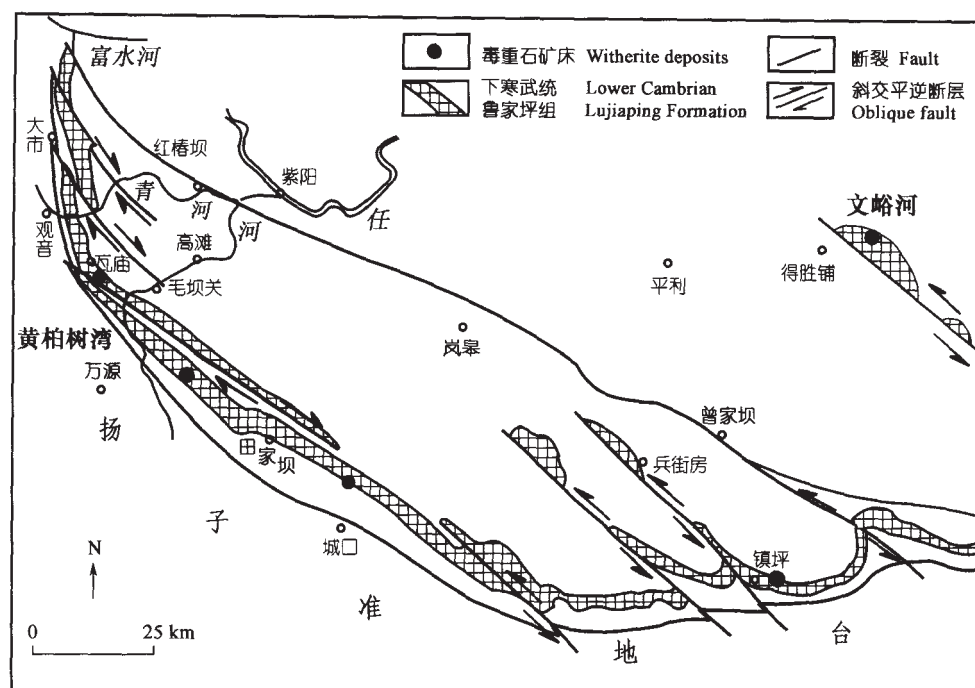 富水河
毒重石矿床 Witherite deposits
断裂 Fault
下寒武统 Lower Cambrian
鲁家坪组 Lujiaping Formation
斜交平逆断层
Oblique fault
大市
红椿坝
紫阳
青
河
河
任
观音
高滩
文峪河
瓦庙
毛坝关
平利
得胜铺
黄柏树湾
岚皋
万源
扬
曾家坝
田家坝
兵街房
子
城口
N
准
镇坪
地
台
0 25 km